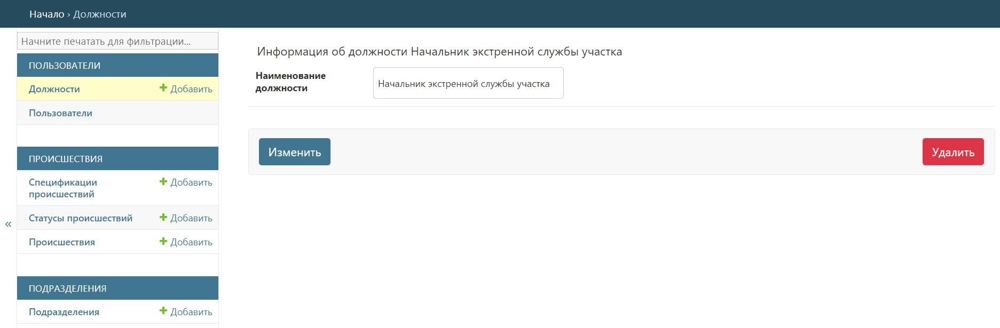 Начало › Должности
Начните печатать для фильтрации...
ПОЛЬЗОВАТЕЛИ
Должности
Добавить
Пользователи
ПРОИСШЕСТВИЯ
Спецификации
происшествий
Добавить
Статусы происшествий
Добавить
Происшествия
Добавить
ПОДРАЗДЕЛЕНИЯ
Подразделения
Добавить
«
Информация об должности Начальник экстренной службы участка
Наименование
должности
Начальник экстренной службы участка
Изменить
Удалить